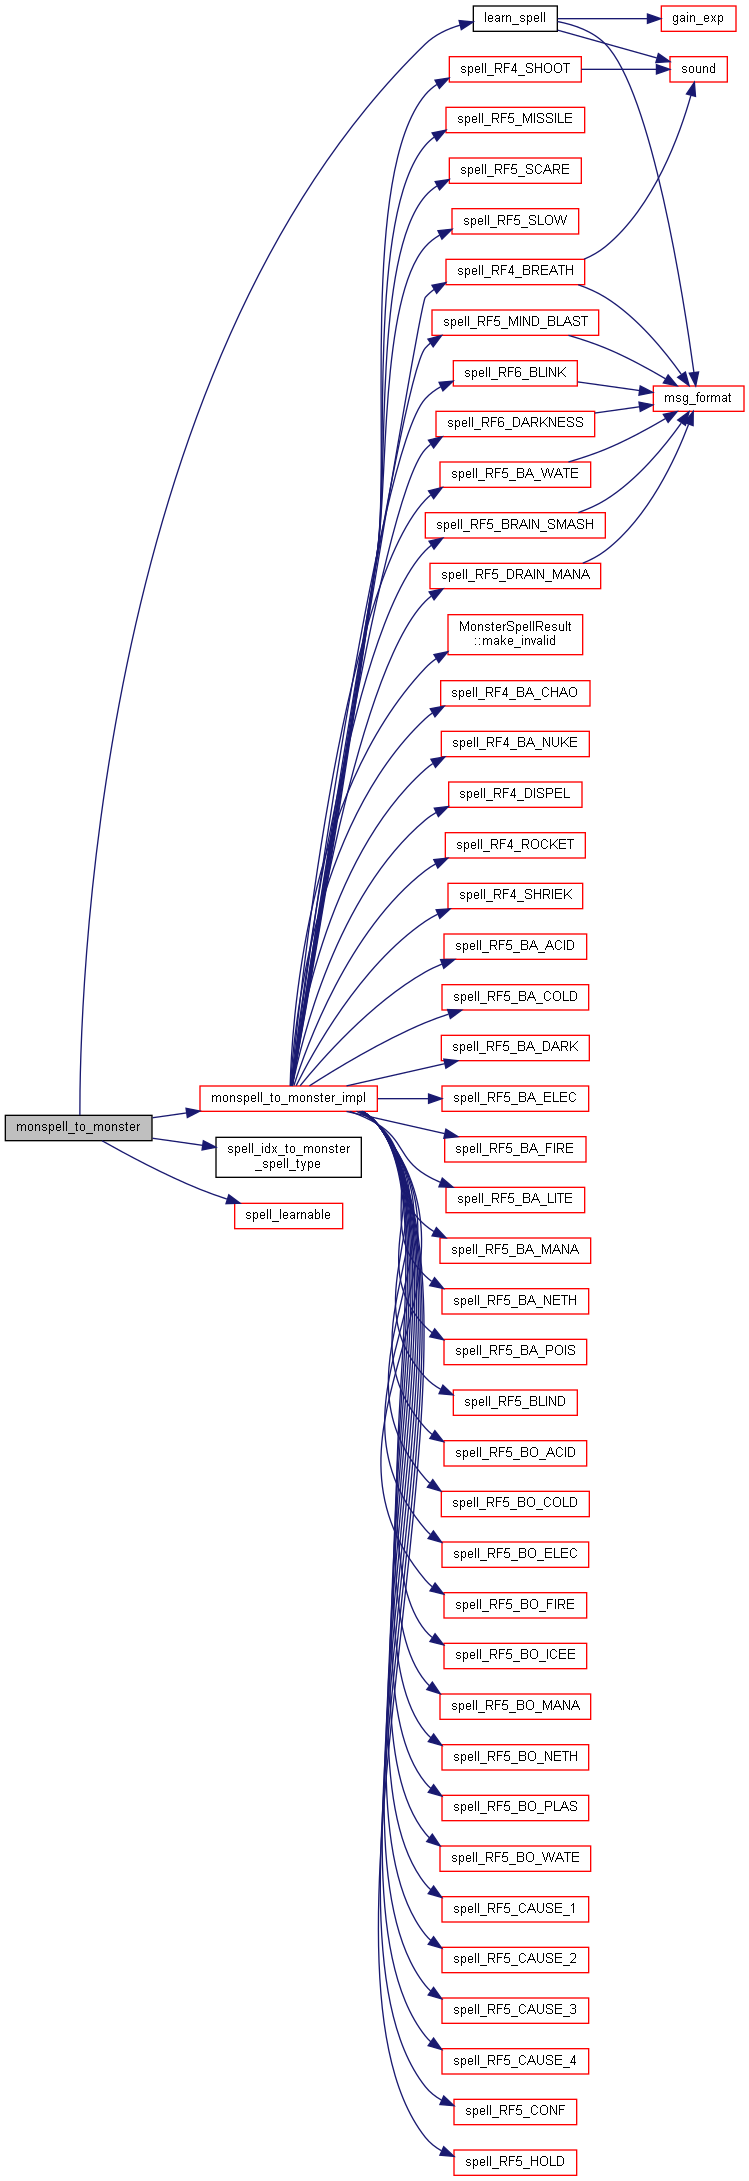 learn_spell
gain_exp
sound
spell_RF4_SHOOT
spell_RF5_MISSILE
spell_RF5_SCARE
spell_RF5_SLOW
spell_RF4_BREATH
spell_RF5_MIND_BLAST
spell_RF6_BLINK
msg_format
spell_RF6_DARKNESS
spell_RF5_BA_WATE
spell_RF5_BRAIN_SMASH
spell_RF5_DRAIN_MANA
MonsterSpellResult
::make_invalid
spell_RF4_BA_CHAO
spell_RF4_BA_NUKE
spell_RF4_DISPEL
spell_RF4_ROCKET
spell_RF4_SHRIEK
spell_RF5_BA_ACID
spell_RF5_BA_COLD
spell_RF5_BA_DARK
monspell_to_monster_impl
spell_RF5_BA_ELEC
monspell_to_monster
spell_idx_to_monster
_spell_type
spell_RF5_BA_FIRE
spell_RF5_BA_LITE
spell_learnable
spell_RF5_BA_MANA
spell_RF5_BA_NETH
spell_RF5_BA_POIS
spell_RF5_BLIND
spell_RF5_BO_ACID
spell_RF5_BO_COLD
spell_RF5_BO_ELEC
spell_RF5_BO_FIRE
spell_RF5_BO_ICEE
spell_RF5_BO_MANA
spell_RF5_BO_NETH
spell_RF5_BO_PLAS
spell_RF5_BO_WATE
spell_RF5_CAUSE_1
spell_RF5_CAUSE_2
spell_RF5_CAUSE_3
spell_RF5_CAUSE_4
spell_RF5_CONF
spell_RF5_HOLD